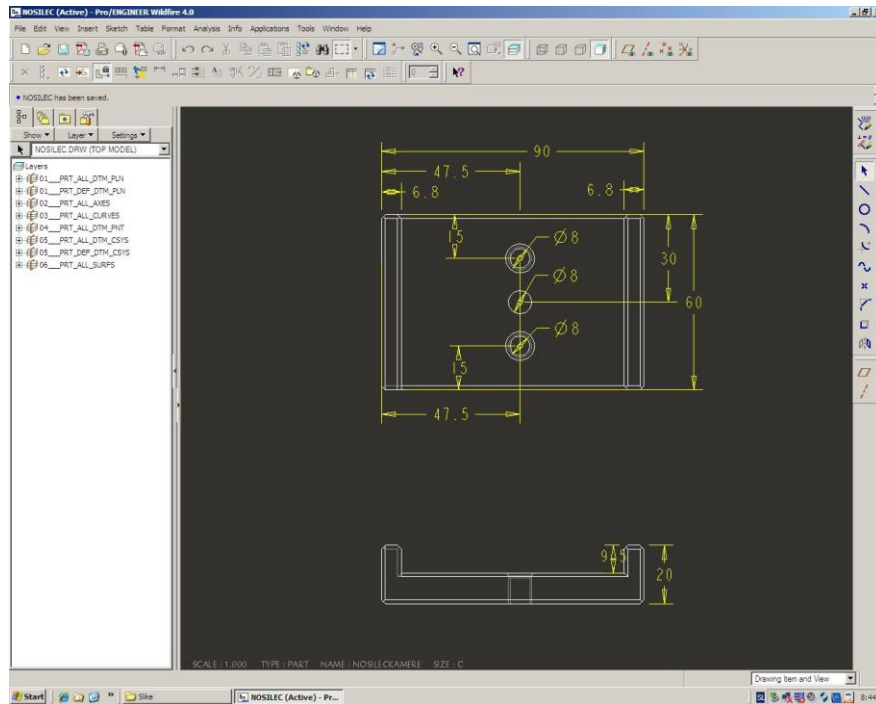 NOSILEC (Active) - Pro/ENGINEER Wildfire 4.0
File Edit View Insert Sketch Table Format Analysis Info Applications Tools Window Help
0
• NOSILEC has been saved.
Show Layer Settings
NOSILEC.DRW (TOP MODEL)
Layers
01___PRT_ALL_DTM_PLN
01___PRT_DEF_DTM_PLN
02___PRT_ALL_AXES
03___PRT_ALL_CURVES
04___PRT_ALL_DTM_PNT
05___PRT_ALL_DTM_CSYS
05___PRT_DEF_DTM_CSYS
06___PRT_ALL_SURFS
90
47.5
6.8 6.8
15 Ø8
30
Ø8
60
Ø8
15
47.5
9.5
20
SCALE : 1.000 TYPE : PART NAME : NOSILECKAMERE SIZE : C
Drawing Item and View
Start » Slike NOSILEC (Active) - Pr... SL 8:44